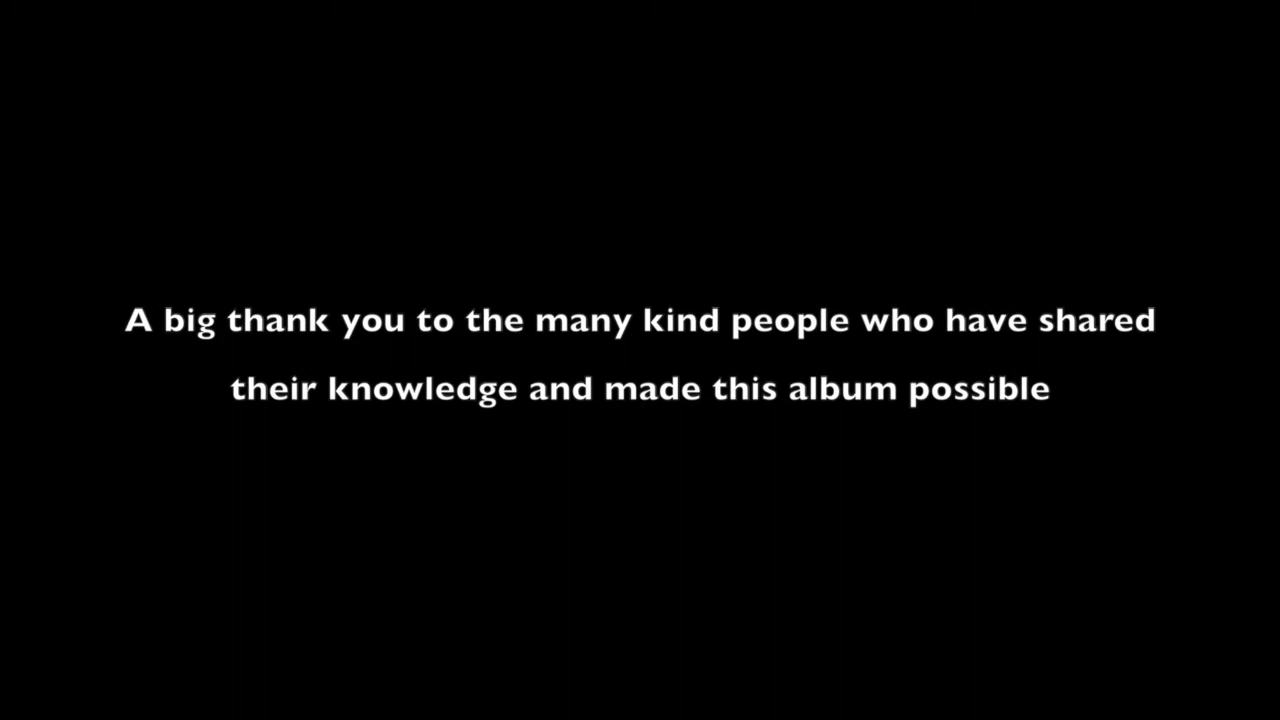 A big thank you to the many kind people who have shared
their knowledge and made this album possible